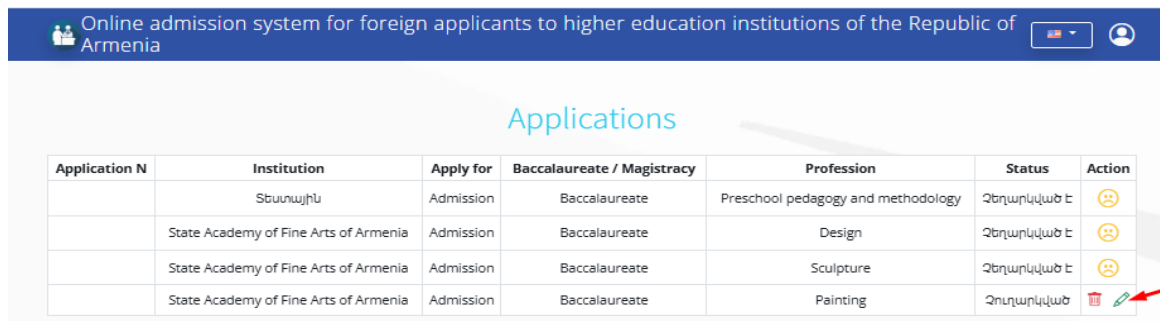 Online admission system for foreign applicants to higher education institutions of the Republic of
Armenia
Applications
Application N Institution Apply for Baccalaureate / Magistracy Profession Status Action
Տեստային Admission Baccalaureate Preschool pedagogy and methodology Չեղարկված է
State Academy of Fine Arts of Armenia Admission Baccalaureate Design Չեղարկված է
State Academy of Fine Arts of Armenia Admission Baccalaureate Sculpture Չեղարկված է
State Academy of Fine Arts of Armenia Admission Baccalaureate Painting Չուղարկված